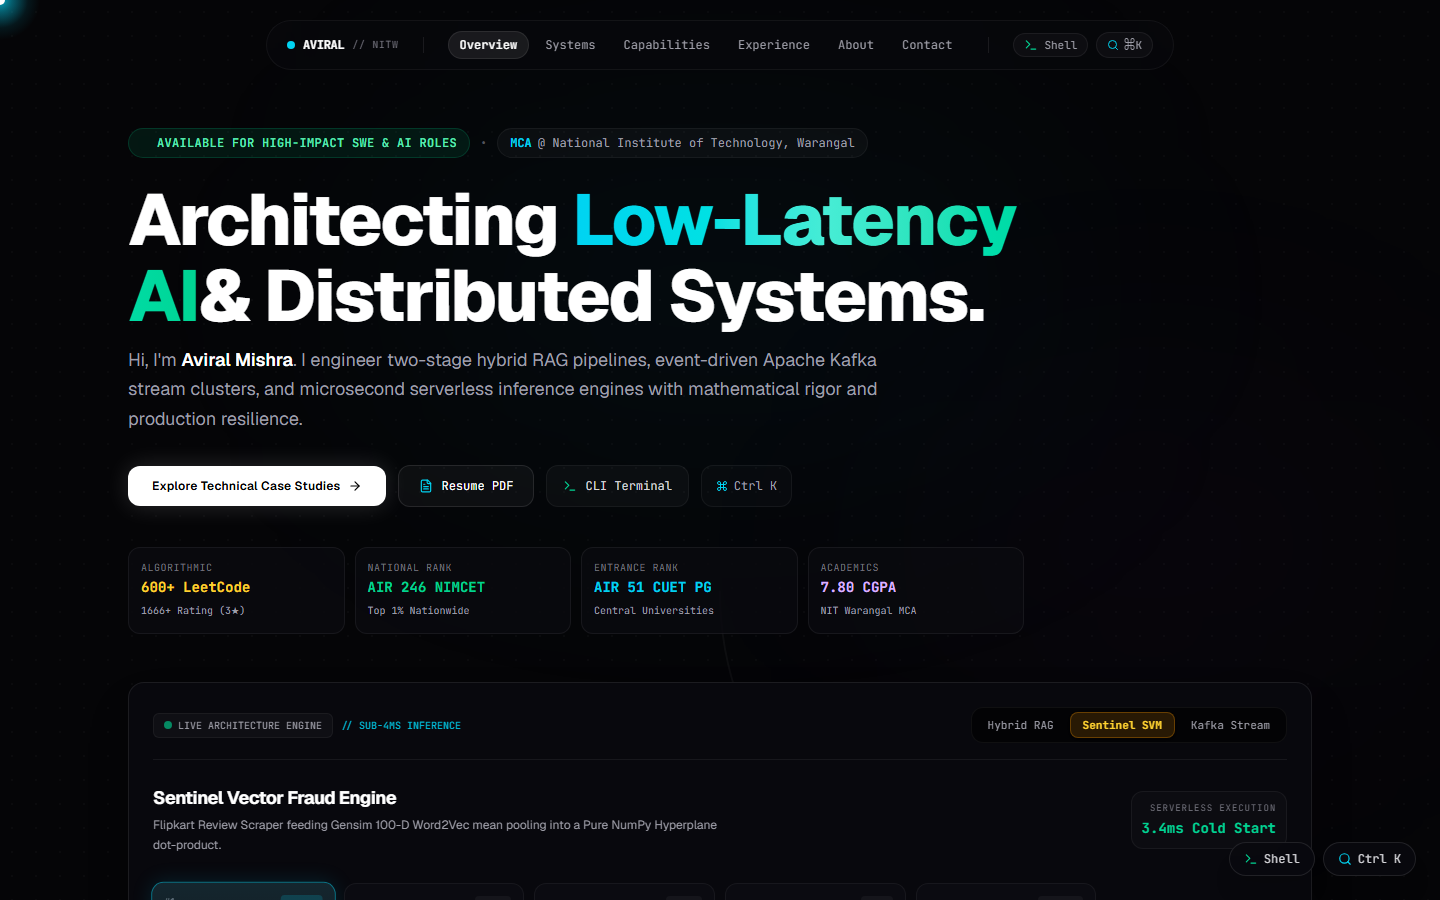 AVIRAL // NITW Overview Systems Capabilities Experience About Contact Shell ⌘K
AVAILABLE FOR HIGH-IMPACT SWE & AI ROLES · MCA @ National Institute of Technology, Warangal
Architecting Low-Latency
AI& Distributed Systems.
Hi, I'm Aviral Mishra. I engineer two-stage hybrid RAG pipelines, event-driven Apache Kafka
stream clusters, and microsecond serverless inference engines with mathematical rigor and
production resilience.
Explore Technical Case Studies → Resume PDF CLI Terminal ⌘ Ctrl K
ALGORITHMIC
600+ LeetCode
1666+ Rating (3★)
NATIONAL RANK
AIR 246 NIMCET
Top 1% Nationwide
ENTRANCE RANK
AIR 51 CUET PG
Central Universities
ACADEMICS
7.80 CGPA
NIT Warangal MCA
LIVE ARCHITECTURE ENGINE // SUB-4MS INFERENCE Hybrid RAG Sentinel SVM Kafka Stream
Sentinel Vector Fraud Engine
Flipkart Review Scraper feeding Gensim 100-D Word2Vec mean pooling into a Pure NumPy Hyperplane
dot-product.
SERVERLESS EXECUTION
3.4ms Cold Start
Shell Ctrl K